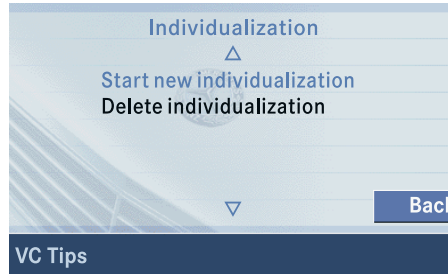 Individualization
Start new individualization
Delete individualization
Back
VC Tips